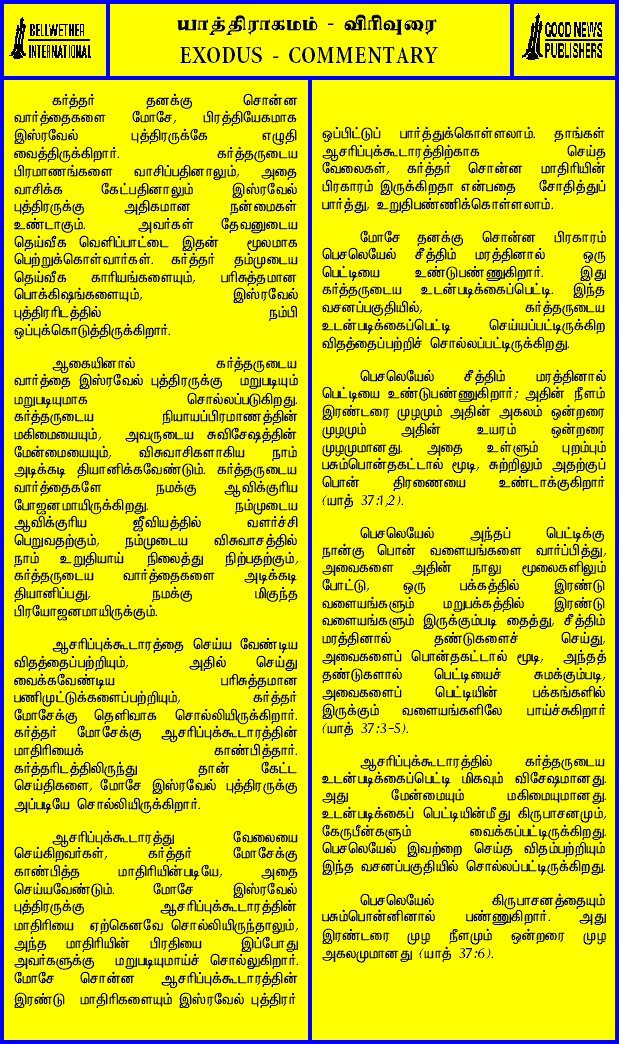 BELLWETHER
INTERNATIONAL
யாத்திராகமம் - விரிவுரை
EXODUS - COMMENTARY
GOOD NEWS
PUBLISHERS
கர்த்தர் தனக்கு சொன்ன
வார்த்தைகளை மோசே, பிரத்தியேகமாக
இஸ்ரவேல் புத்திரருக்கே எழுதி
வைத்திருக்கிறார். கர்த்தருடைய
பிரமாணங்களை வாசிப்பதினாலும், அதை
வாசிக்க கேட்பதினாலும் இஸ்ரவேல்
புத்திரருக்கு அதிகமான நன்மைகள்
உண்டாகும். அவர்கள் தேவனுடைய
தெய்வீக வெளிப்பாட்டை இதன் மூலமாக
பெற்றுக்கொள்வார்கள். கர்த்தர் தம்முடைய
தெய்வீக காரியங்களையும், பரிசுத்தமான
பொக்கிஷங்களையும், இஸ்ரவேல்
புத்திரரிடத்தில் நம்பி
ஒப்புக்கொடுத்திருக்கிறார்.
ஆகையினால் கர்த்தருடைய
வார்த்தை இஸ்ரவேல் புத்திரருக்கு மறுபடியும்
மறுபடியுமாக சொல்லப்படுகிறது.
கர்த்தருடைய நியாயப்பிரமாணத்தின்
மகிமையையும், அவருடைய சுவிசேஷத்தின்
மேன்மையையும், விசுவாசிகளாகிய நாம்
அடிக்கடி தியானிக்கவேண்டும். கர்த்தருடைய
வார்த்தைகளே நமக்கு ஆவிக்குரிய
போஜனமாயிருக்கிறது. நம்முடைய
ஆவிக்குரிய ஜீவியத்தில் வளர்ச்சி
பெறுவதற்கும், நம்முடைய விசுவாசத்தில்
நாம் உறுதியாய் நிலைத்து நிற்பதற்கும்,
கர்த்தருடைய வார்த்தைகளை அடிக்கடி
தியானிப்பது, நமக்கு மிகுந்த
பிரயோஜனமாயிருக்கும்.
ஆசரிப்புக்கூடாரத்தை செய்ய வேண்டிய
விதத்தைப்பற்றியும், அதில் செய்து
வைக்கவேண்டிய பரிசுத்தமான
பணிமுட்டுக்களைப்பற்றியும், கர்த்தர்
மோசேக்கு தெளிவாக சொல்லியிருக்கிறார்.
கர்த்தர் மோசேக்கு ஆசரிப்புக்கூடாரத்தின்
மாதிரியைக் காண்பித்தார்.
கர்த்தரிடத்திலிருந்து தான் கேட்ட
செய்திகளை, மோசே இஸ்ரவேல் புத்திரருக்கு
அப்படியே சொல்லியிருக்கிறார்.
ஆசரிப்புக்கூடாரத்து வேலையை
செய்கிறவர்கள், கர்த்தர் மோசேக்கு
காண்பித்த மாதிரியின்படியே, அதை
செய்யவேண்டும். மோசே இஸ்ரவேல்
புத்திரருக்கு ஆசரிப்புக்கூடாரத்தின்
மாதிரியை ஏற்கெனவே சொல்லியிருந்தாலும்,
அந்த மாதிரியின் பிரதியை இப்போது
அவர்களுக்கு மறுபடியுமாய்ச் சொல்லுகிறார்.
மோசே சொன்ன ஆசரிப்புக்கூடாரத்தின்
இரண்டு மாதிரிகளையும் இஸ்ரவேல் புத்திரர்
ஒப்பிட்டுப் பார்த்துக்கொள்ளலாம். தாங்கள்
ஆசரிப்புக்கூடாரத்திற்காக செய்த
வேலைகள், கர்த்தர் சொன்ன மாதிரியின்
பிரகாரம் இருக்கிறதா என்பதை சோதித்துப்
பார்த்து, உறுதிபண்ணிக்கொள்ளலாம்.
மோசே தனக்கு சொன்ன பிரகாரம்
பெசலெயேல் சீத்திம் மரத்தினால் ஒரு
பெட்டியை உண்டுபண்ணுகிறார். இது
கர்த்தருடைய உடன்படிக்கைப்பெட்டி. இந்த
வசனப்பகுதியில், கர்த்தருடைய
உடன்படிக்கைப்பெட்டி செய்யப்பட்டிருக்கிற
விதத்தைப்பற்றிச் சொல்லப்பட்டிருக்கிறது.
பெசலெயேல் சீத்திம் மரத்தினால்
பெட்டியை உண்டுபண்ணுகிறார்; அதின் நீளம்
இரண்டரை முழமும் அதின் அகலம் ஒன்றரை
முழமும் அதின் உயரம் ஒன்றரை
முழமுமானது. அதை உள்ளும் புறம்பும்
பசும்பொன்தகட்டால் மூடி, சுற்றிலும் அதற்குப்
பொன் திரணையை உண்டாக்குகிறார்
(யாத் 37:1,2).
பெசலெயேல் அந்தப் பெட்டிக்கு
நான்கு பொன் வளையங்களை வார்ப்பித்து,
அவைகளை அதின் நாலு மூலைகளிலும்
போட்டு, ஒரு பக்கத்தில் இரண்டு
வளையங்களும் மறுபக்கத்தில் இரண்டு
வளையங்களும் இருக்கும்படி தைத்து, சீத்திம்
மரத்தினால் தண்டுகளைச் செய்து,
அவைகளைப் பொன்தகட்டால் மூடி, அந்தத்
தண்டுகளால் பெட்டியைச் சுமக்கும்படி,
அவைகளைப் பெட்டியின் பக்கங்களில்
இருக்கும் வளையங்களிலே பாய்ச்சுகிறார்
(யாத் 37:3-5).
ஆசரிப்புக்கூடாரத்தில் கர்த்தருடைய
உடன்படிக்கைப்பெட்டி மிகவும் விசேஷமானது.
அது மேன்மையும் மகிமையுமானது.
உடன்படிக்கைப் பெட்டியின்மீது கிருபாசனமும்,
கேருபீன்களும் வைக்கப்பட்டிருக்கிறது.
பெசலெயேல் இவற்றை செய்த விதம்பற்றியும்
இந்த வசனப்பகுதியில் சொல்லப்பட்டிருக்கிறது.
பெசலெயேல் கிருபாசனத்தையும்
பசும்பொன்னினால் பண்ணுகிறார். அது
இரண்டரை முழ நீளமும் ஒன்றரை முழ
அகலமுமானது (யாத் 37:6).